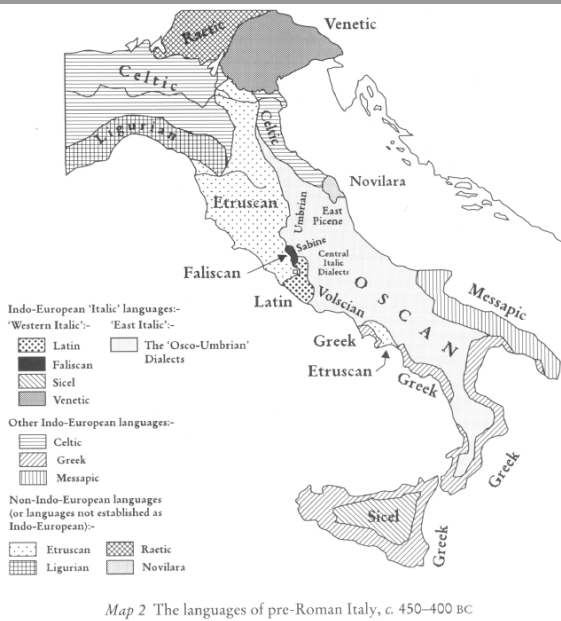 Raetic
Venetic
Celtic
Ligurian
Celtic
Novilara
Etruscan
Umbrian
East
Picene
Sabine
Central
Italic
Dialects
Faliscan
Latin
Volscian
OSCAN
Messapic
Greek
Etruscan
Greek
Greek
Sicel
Greek
Indo-European 'Italic' languages:-
'Western Italic':- 'East Italic':-
Latin The 'Osco-Umbrian'
Faliscan Dialects
Sicel
Venetic
Other Indo-European languages:-
Celtic
Greek
Messapic
Non-Indo-European languages
(or languages not established as
Indo-European):-
Etruscan Raetic
Ligurian Novilara
Map 2 The languages of pre-Roman Italy, c. 450–400 BC